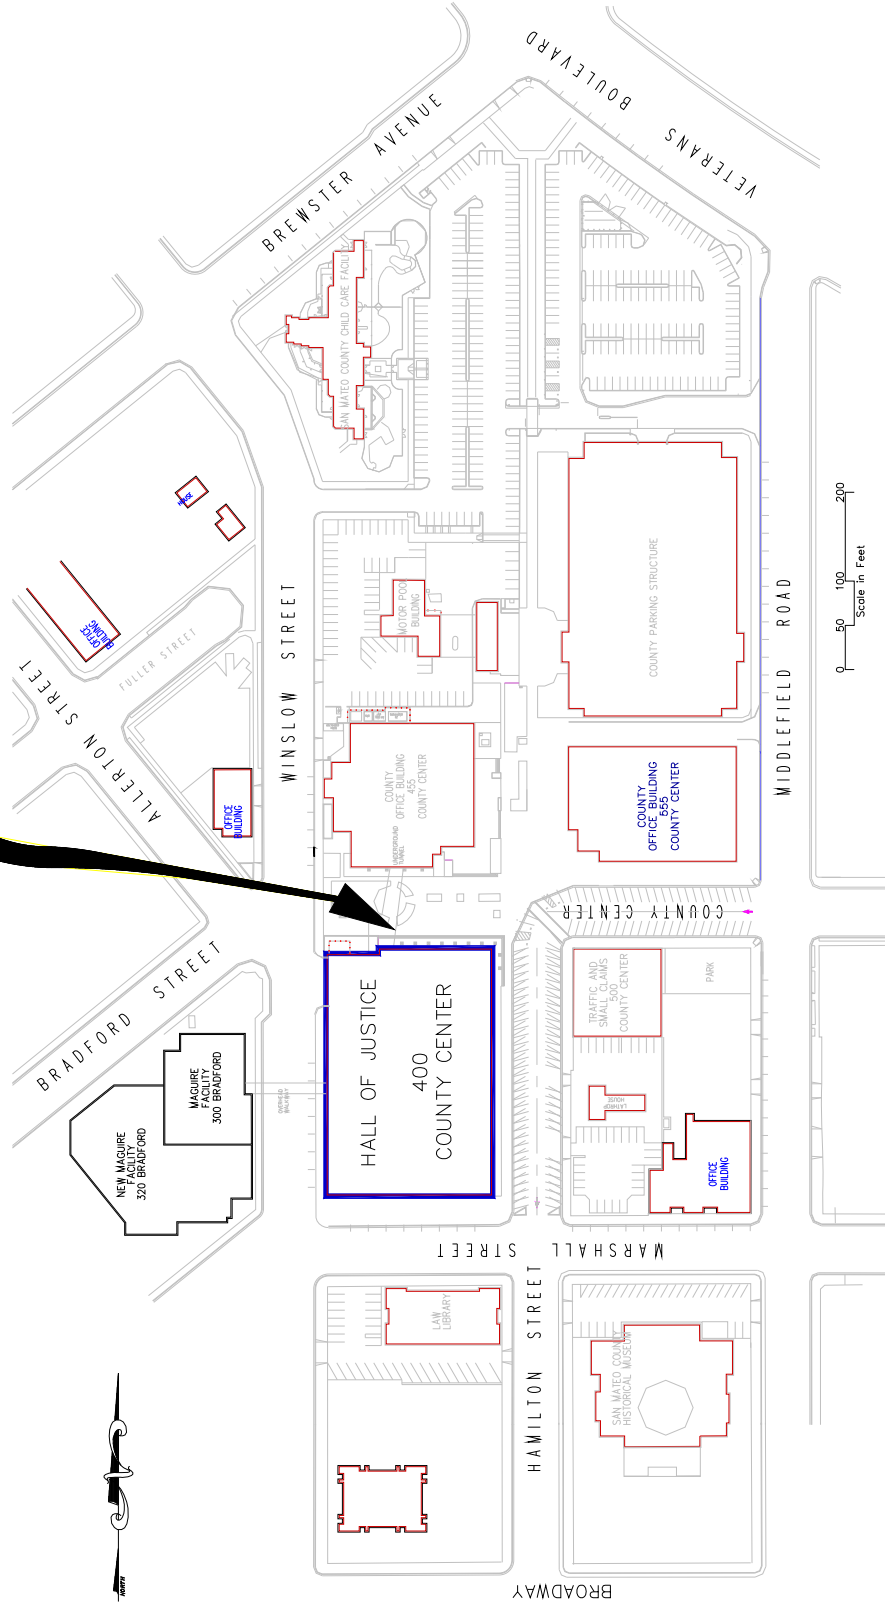 BOULEVARD
VETERANS
BREWSTER AVENUE
SAN MATEO COUNTY CHILD CARE FACILITY
HOUSE
OFFICE
BUILDING
FULLER STREET
ALLERTON STREET
WINSLOW STREET
MOTOR POOL
BUILDING
COUNTY PARKING STRUCTURE
MIDDLEFIELD ROAD
0 50 100 200
Scale in Feet
OFFICE
BUILDING
COUNTY
OFFICE BUILDING
455
COUNTY CENTER
UNDERGROUND
TUNNEL
COUNTY
OFFICE BUILDING
555
COUNTY CENTER
COUNTY CENTER
BRADFORD STREET
MAGUIRE
FACILITY
300 BRADFORD
NEW MAGUIRE
FACILITY
320 BRADFORD
OVERHEAD
WALKWAY
HALL OF JUSTICE
400
COUNTY CENTER
TRAFFIC AND
SMALL CLAIMS
500
COUNTY CENTER
PARK
LATHROP
HOUSE
OFFICE
BUILDING
MARSHALL STREET
HAMILTON STREET
LAW
LIBRARY
SAN MATEO COUNTY
HISTORICAL MUSEUM
BROADWAY
NORTH